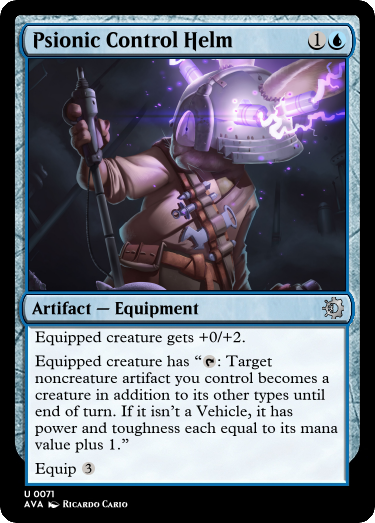 Psionic Control Helm 1
Artifact — Equipment
Equipped creature gets +0/+2.
Equipped creature has “: Target
noncreature artifact you control becomes a
creature in addition to its other types until
end of turn. If it isn’t a Vehicle, it has
power and toughness each equal to its mana
value plus 1.”
Equip 3
U 0071
AVA Ricardo Cario